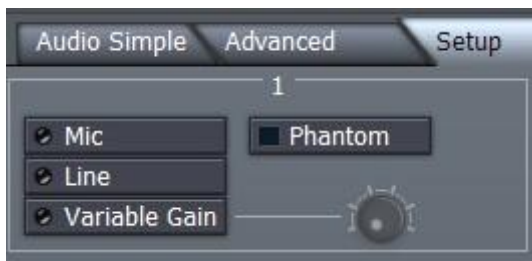 Audio Simple Advanced Setup
1
Mic Phantom
Line
Variable Gain